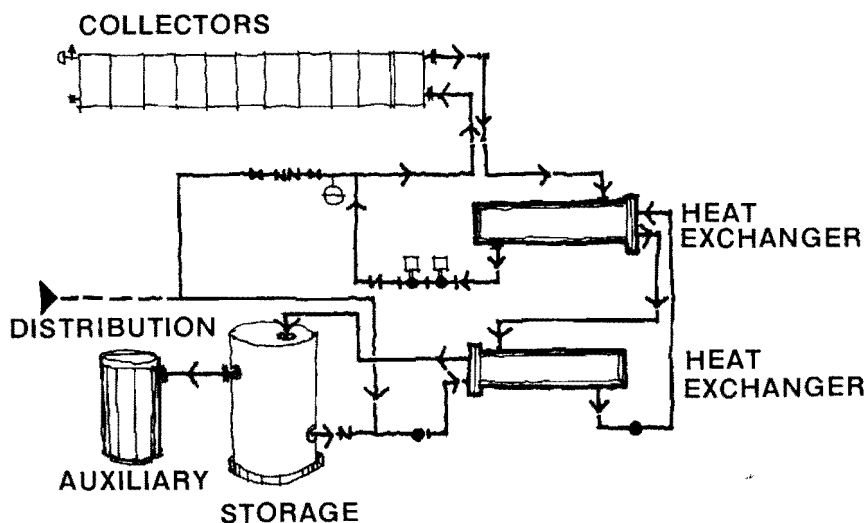 COLLECTORS
HEAT
EXCHANGER
DISTRIBUTION
HEAT
EXCHANGER
AUXILIARY
STORAGE